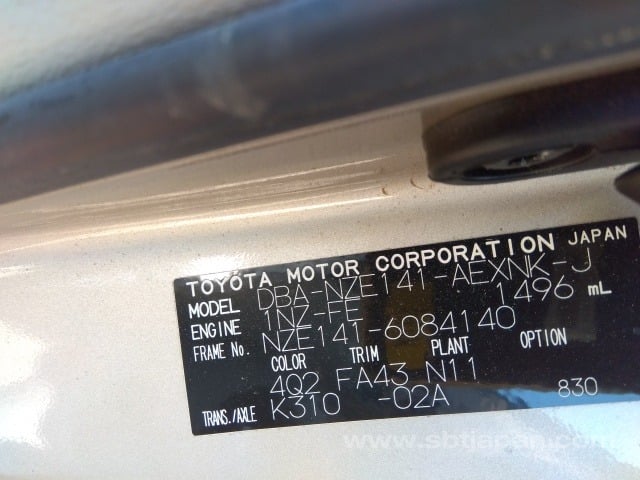 TOYOTA MOTOR CORPORATION JAPAN
MODEL DBA-NZE141-AEXNK-J
ENGINE 1NZ-FE 1496 mL
FRAME No. NZE141-6084140
COLOR TRIM PLANT OPTION
4Q2 FA43 N11
TRANS./AXLE K310 -02A 830
www.sbtjapan.com